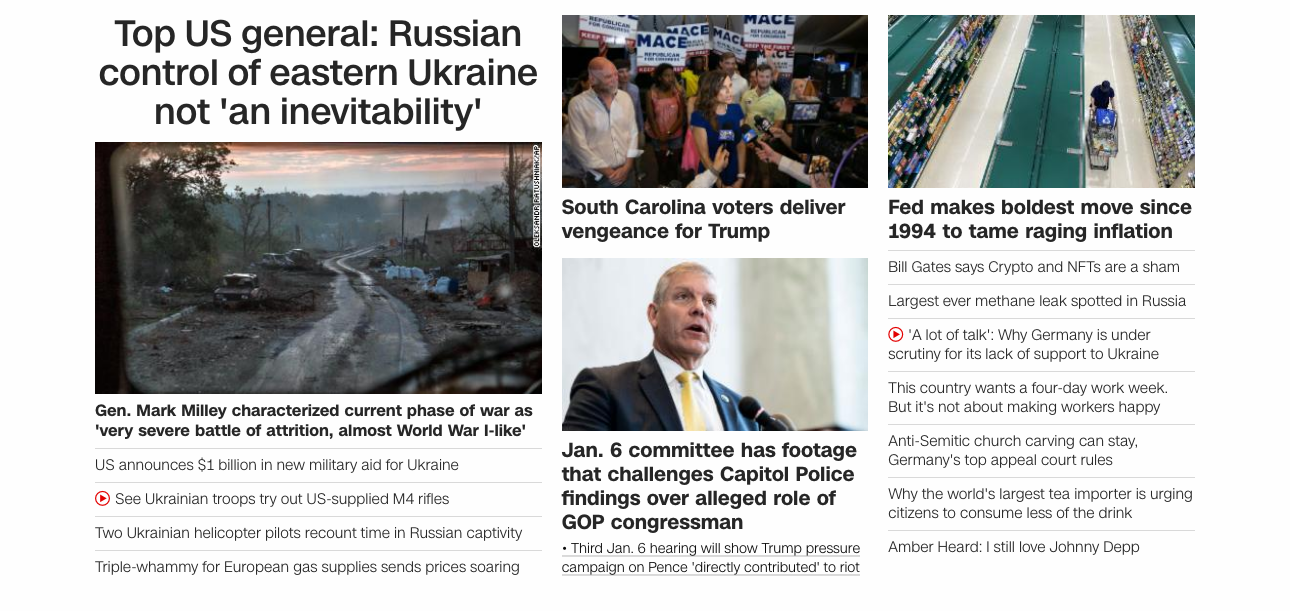 Top US general: Russian
control of eastern Ukraine
not 'an inevitability'
OLEKSANDR RATUSHNIAK/AP
Gen. Mark Milley characterized current phase of war as
'very severe battle of attrition, almost World War I-like'
US announces $1 billion in new military aid for Ukraine
See Ukrainian troops try out US-supplied M4 rifles
Two Ukrainian helicopter pilots recount time in Russian captivity
Triple-whammy for European gas supplies sends prices soaring
REPUBLICAN
MACE
MACE
MACE
REPUBLICAN
South Carolina voters deliver
vengeance for Trump
Jan. 6 committee has footage
that challenges Capitol Police
findings over alleged role of
GOP congressman
• Third Jan. 6 hearing will show Trump pressure
campaign on Pence 'directly contributed' to riot
Fed makes boldest move since
1994 to tame raging inflation
Bill Gates says Crypto and NFTs are a sham
Largest ever methane leak spotted in Russia
'A lot of talk': Why Germany is under
scrutiny for its lack of support to Ukraine
This country wants a four-day work week.
But it's not about making workers happy
Anti-Semitic church carving can stay,
Germany's top appeal court rules
Why the world's largest tea importer is urging
citizens to consume less of the drink
Amber Heard: I still love Johnny Depp